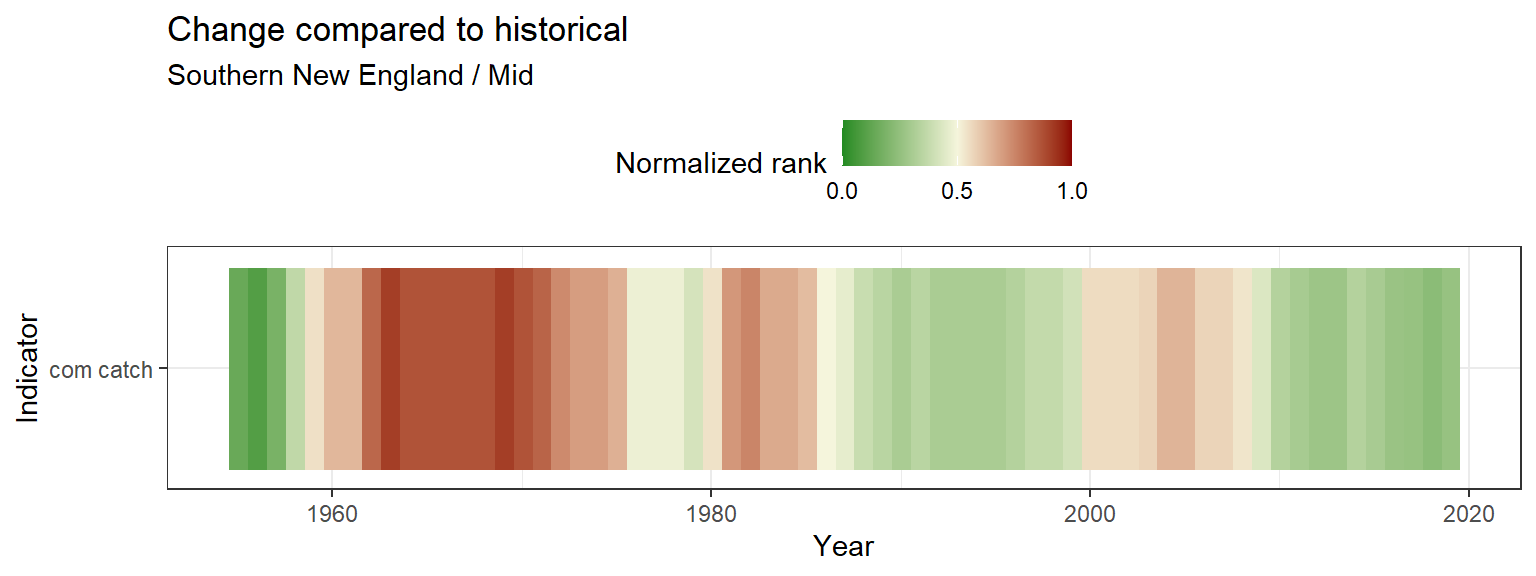 Change compared to historical
Southern New England / Mid
Normalized rank
0.0 0.5 1.0
Indicator
com catch
1960 1980 2000 2020
Year